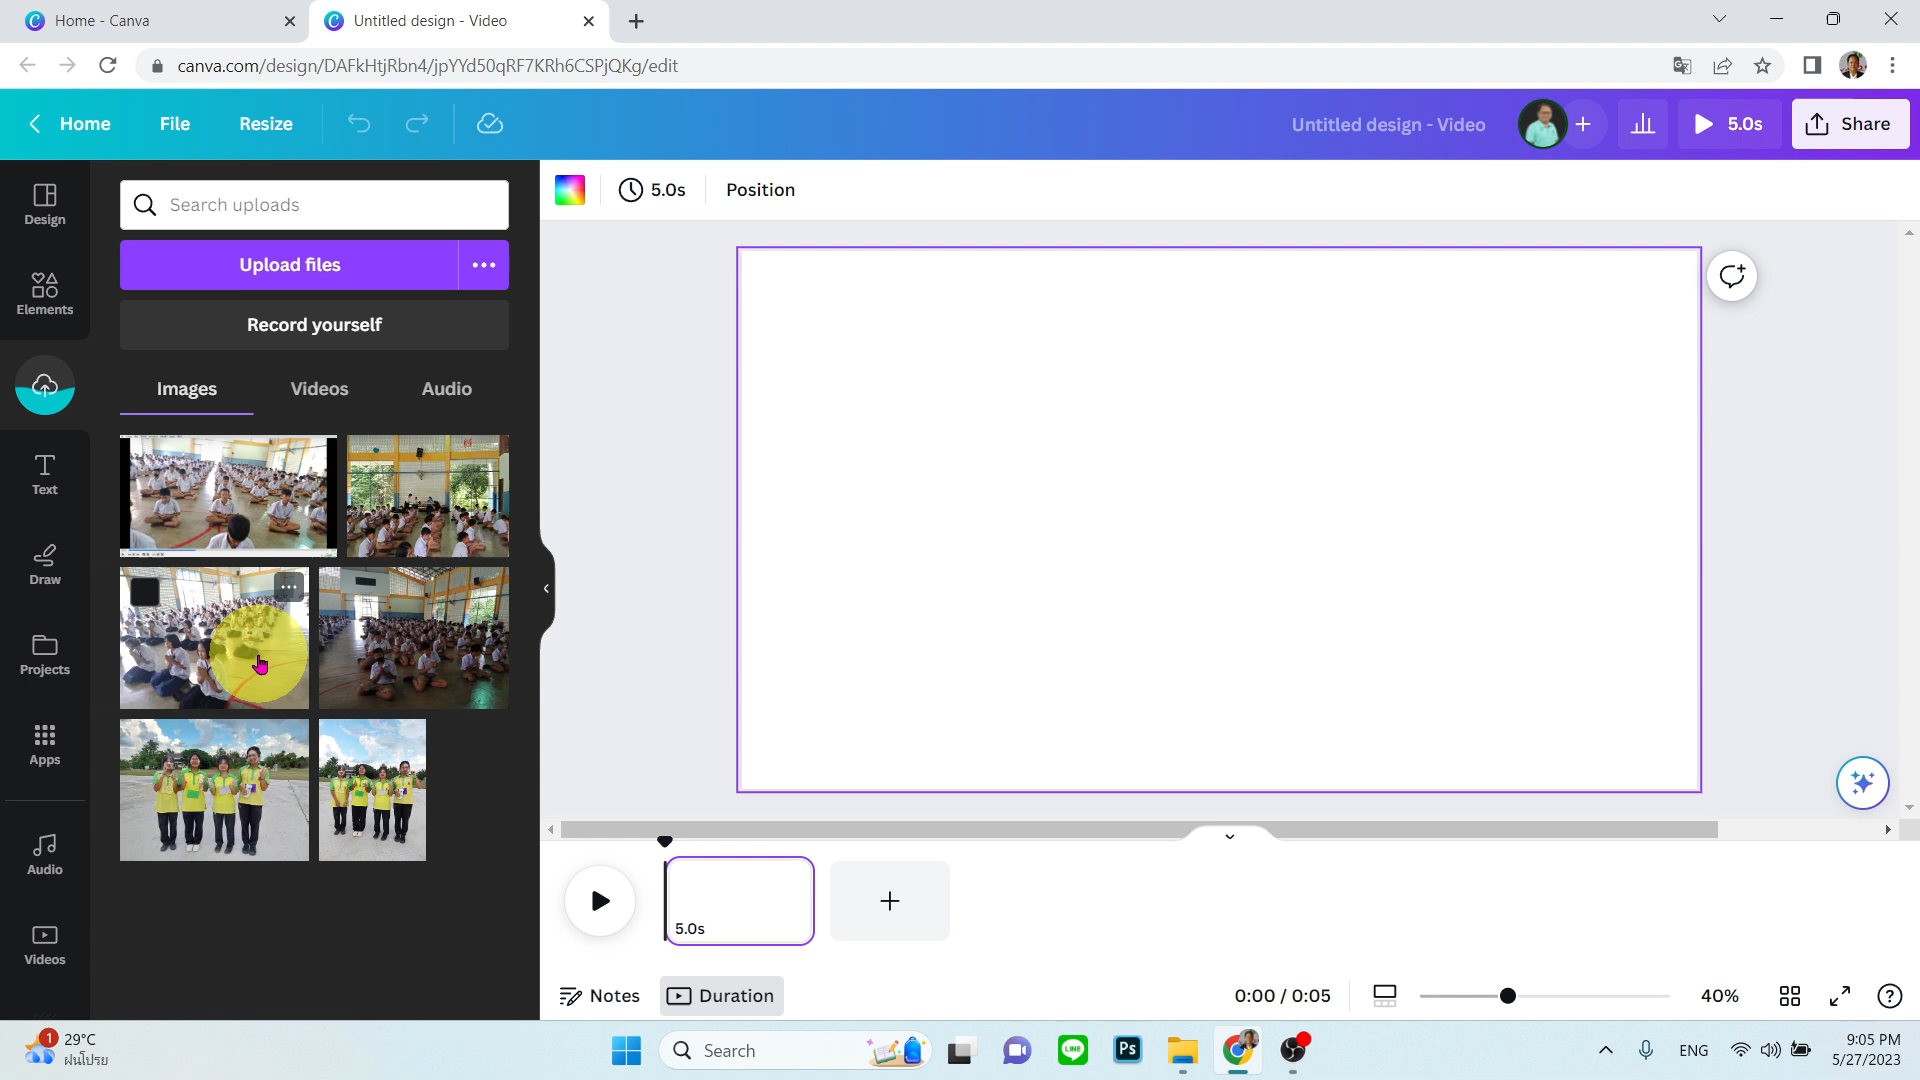 Home - Canva
Untitled design - Video
canva.com/design/DAFkHtjRbn4/jpYYd50qRF7KRh6CSPjQKg/edit
Home
File
Resize
Untitled design - Video
5.0s
Share
Design
Elements
Text
Draw
Projects
Apps
Audio
Videos
Search uploads
Upload files
Record yourself
Images
Videos
Audio
5.0s
Position
5.0s
Notes
Duration
0:00 / 0:05
40%
1
29°C
ฝนโปรย
Search
LINE
Ps
ENG
9:05 PM
5/27/2023